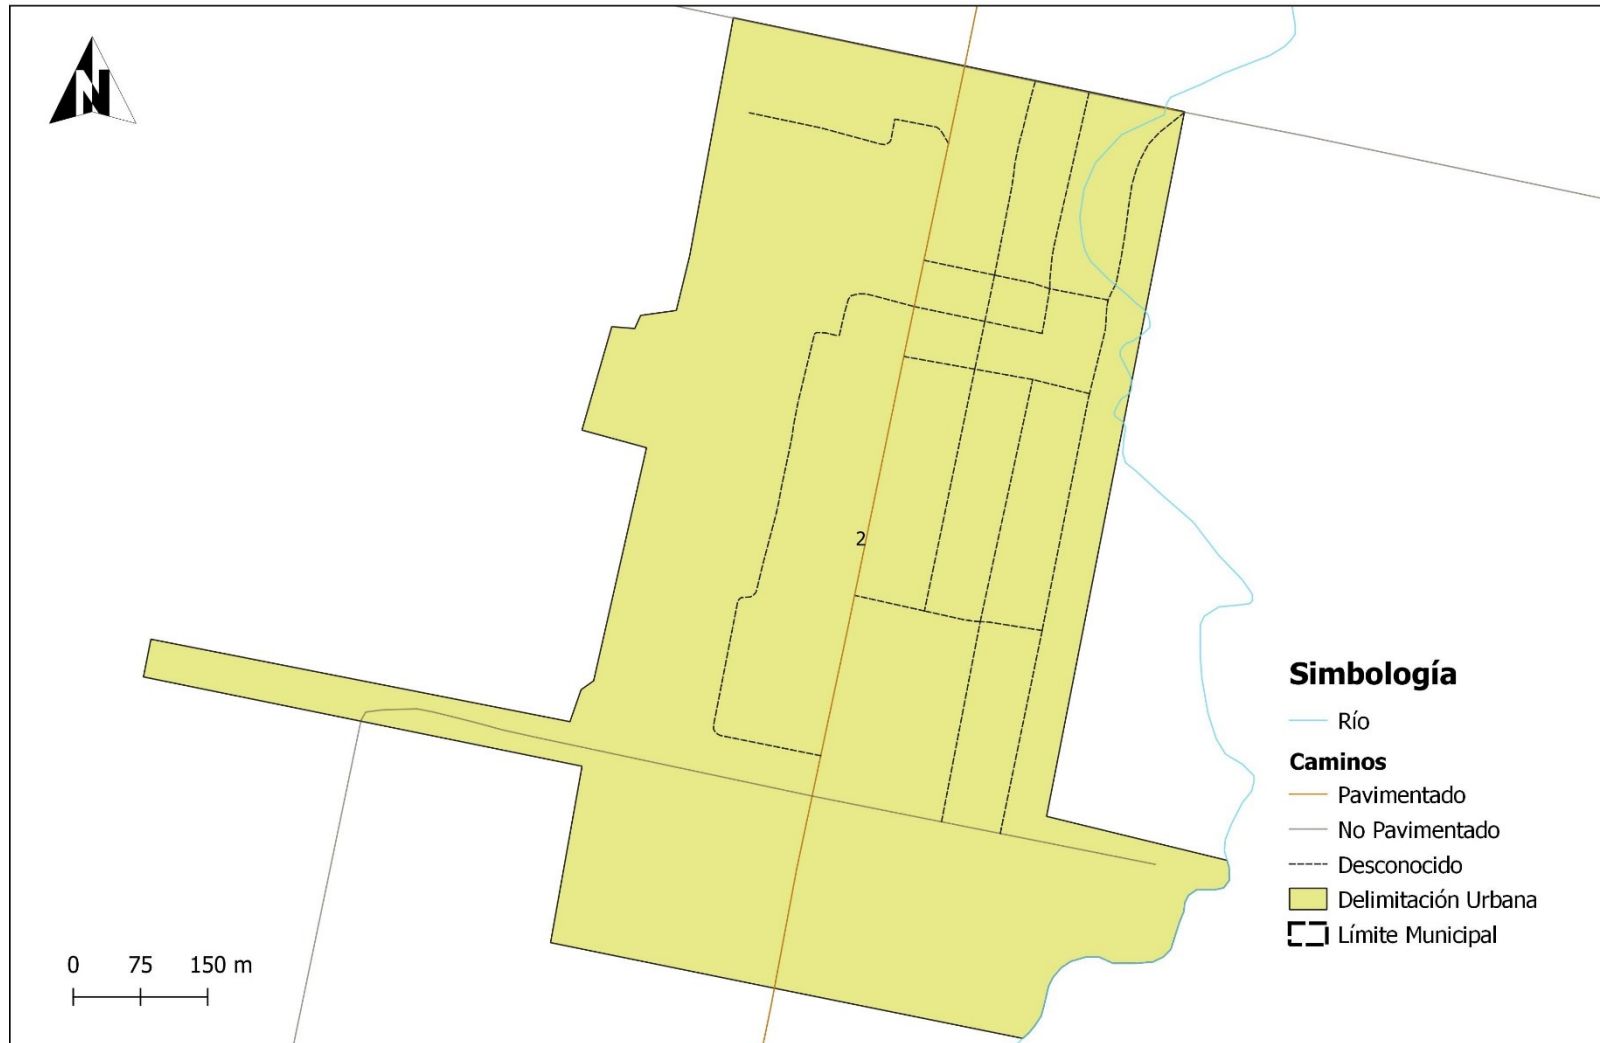 N
2
Simbología
Río
Caminos
Pavimentado
No Pavimentado
Desconocido
Delimitación Urbana
Límite Municipal
0 75 150 m